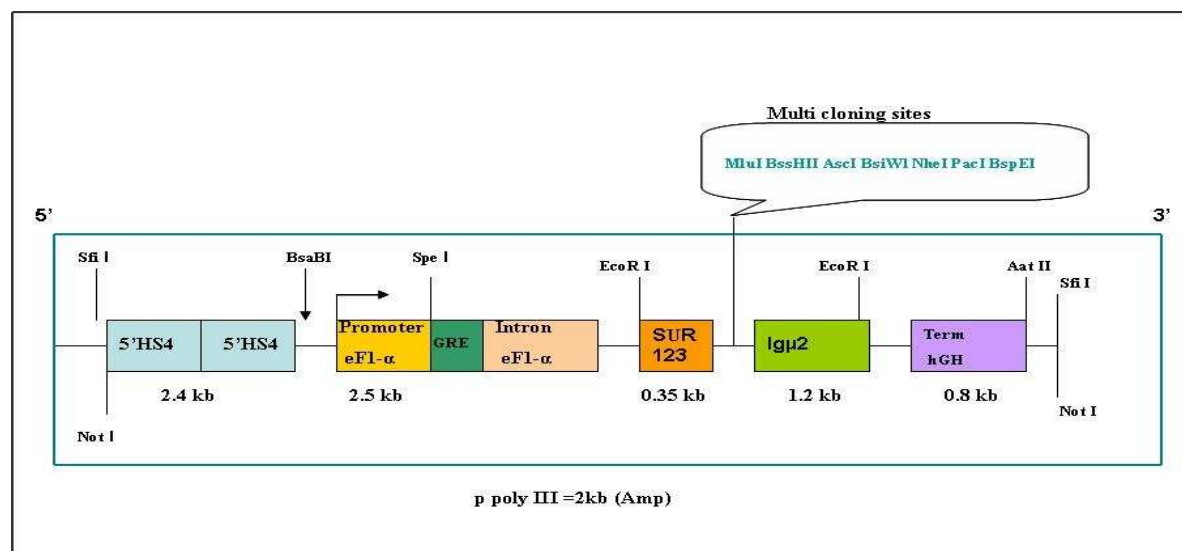 Multi cloning sites
MluI BssHII AscI BsiWl NheI PacI BspEI
5’
3’
Sfi I
BsaBI
Spe I
EcoR I
EcoR I
Aat II
Sfi I
5’HS4
5’HS4
Promoter
eF1-α
GRE
Intron
eF1-α
SUR
123
Igμ2
Term
hGH
2.4 kb
2.5 kb
0.35 kb
1.2 kb
0.8 kb
Not I
Not I
p poly III =2kb (Amp)